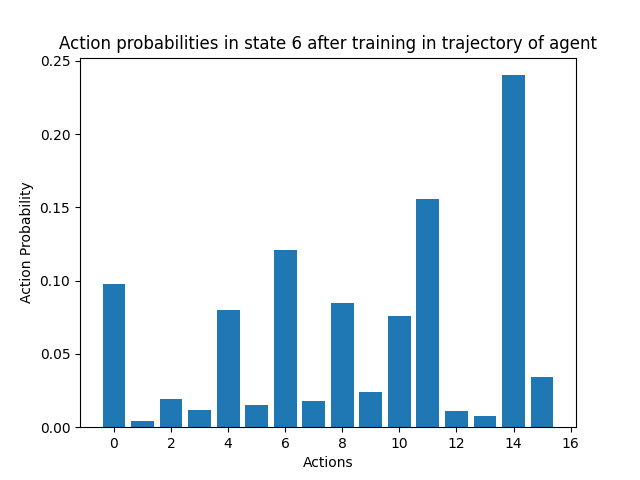 Action probabilities in state 6 after training in trajectory of agent
0.25
0.20
0.15
0.10
0.05
0.00
Action Probability
0 2 4 6 8 10 12 14 16
Actions